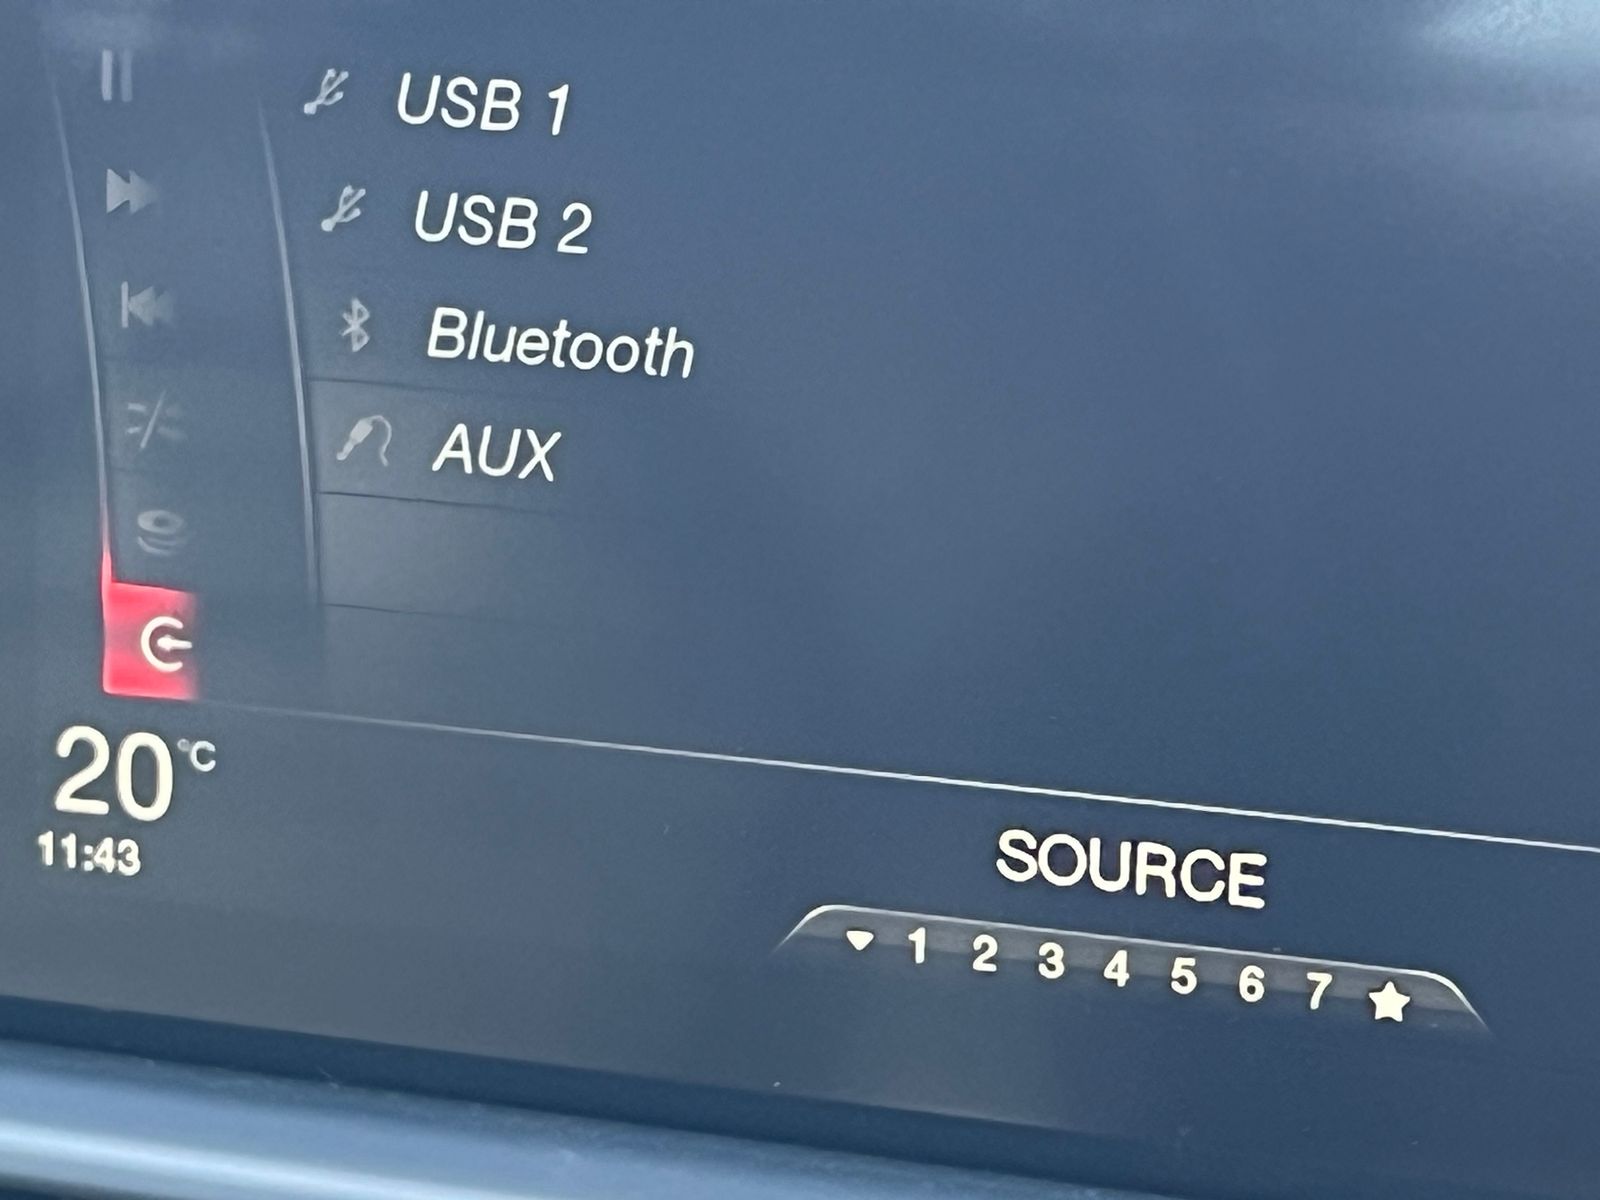 USB 1
USB 2
Bluetooth
AUX
20 °C
11:43
SOURCE
1 2 3 4 5 6 7